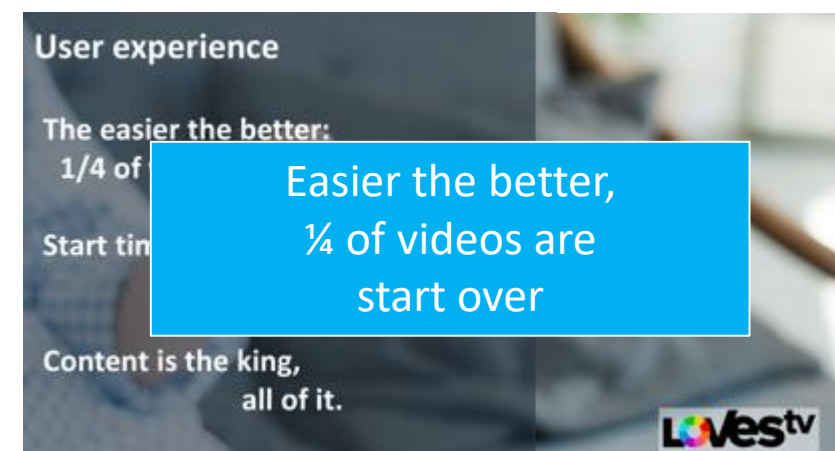 User experience
The easier the better:
1/4 of
Easier the better,
¼ of videos are
start over
Start
Content is the king,
all of it.
LOVEStv